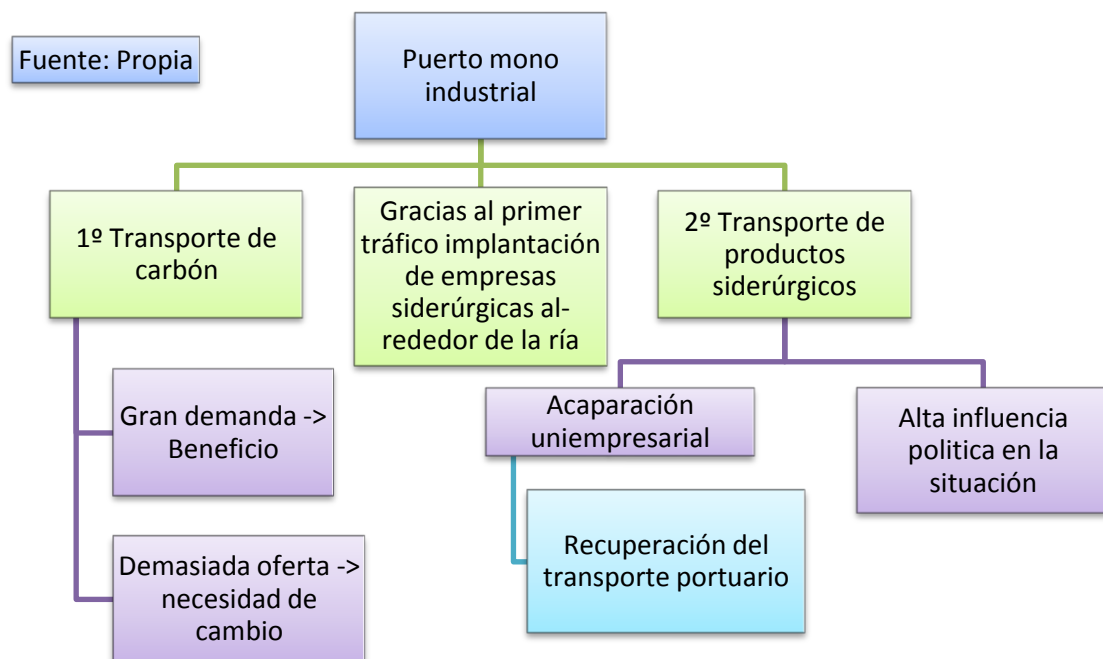 Fuente: Propia
Puerto mono
industrial
1º Transporte de
carbón
Gracias al primer
tráfico implantación
de empresas
siderúrgicas al-
rededor de la ría
2º Transporte de
productos
siderúrgicos
Gran demanda ->
Beneficio
Demasiada oferta ->
necesidad de
cambio
Acaparación
uniempresarial
Alta influencia
politica en la
situación
Recuperación del
transporte portuario